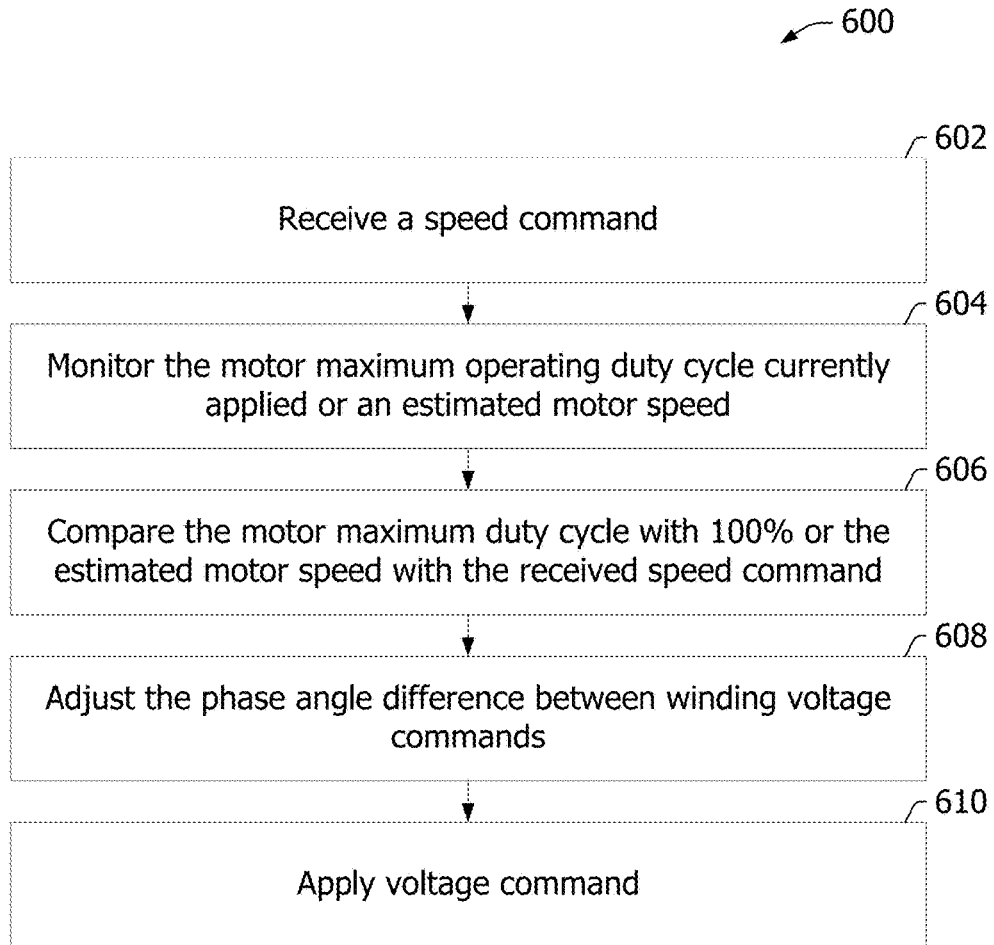 600
602
Receive a speed command
604
Monitor the motor maximum operating duty cycle currently
applied or an estimated motor speed
606
Compare the motor maximum duty cycle with 100% or the
estimated motor speed with the received speed command
608
Adjust the phase angle difference between winding voltage
commands
610
Apply voltage command